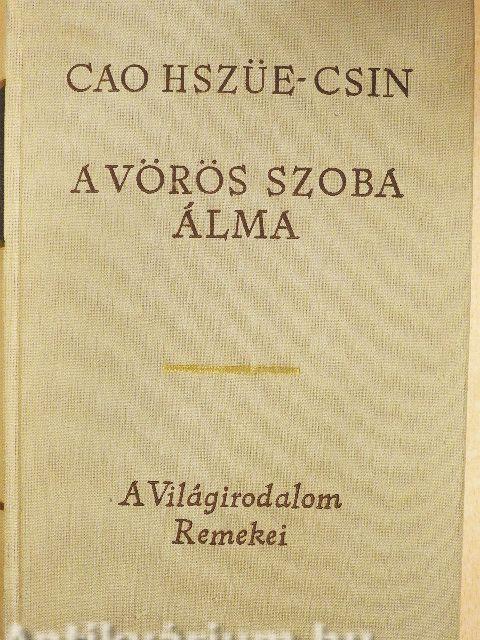 CAO HSZÜE-CSIN
A VÖRÖS SZOBA
ÁLMA
A Világirodalom
Remekei